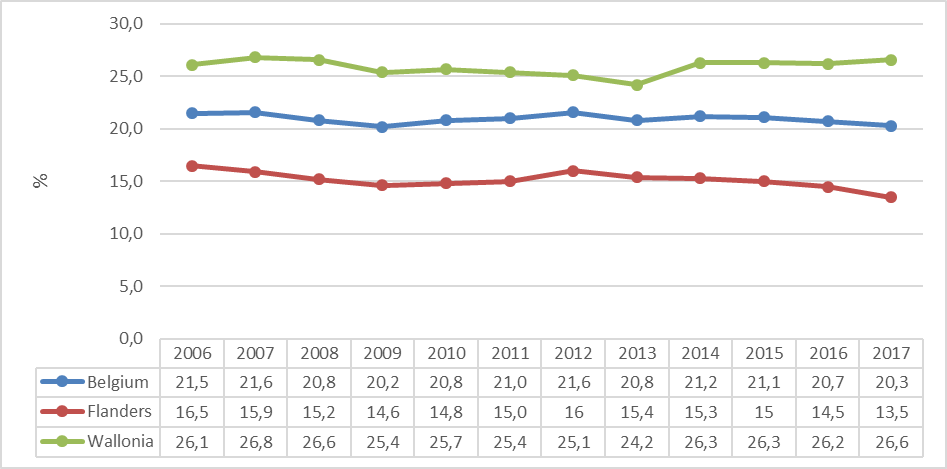 30,0
25,0
20,0
15,0
10,0
5,0
0,0
%
2006 2007 2008 2009 2010 2011 2012 2013 2014 2015 2016 2017
Belgium 21,5 21,6 20,8 20,2 20,8 21,0 21,6 20,8 21,2 21,1 20,7 20,3
Flanders 16,5 15,9 15,2 14,6 14,8 15,0 16 15,4 15,3 15 14,5 13,5
Wallonia 26,1 26,8 26,6 25,4 25,7 25,4 25,1 24,2 26,3 26,3 26,2 26,6